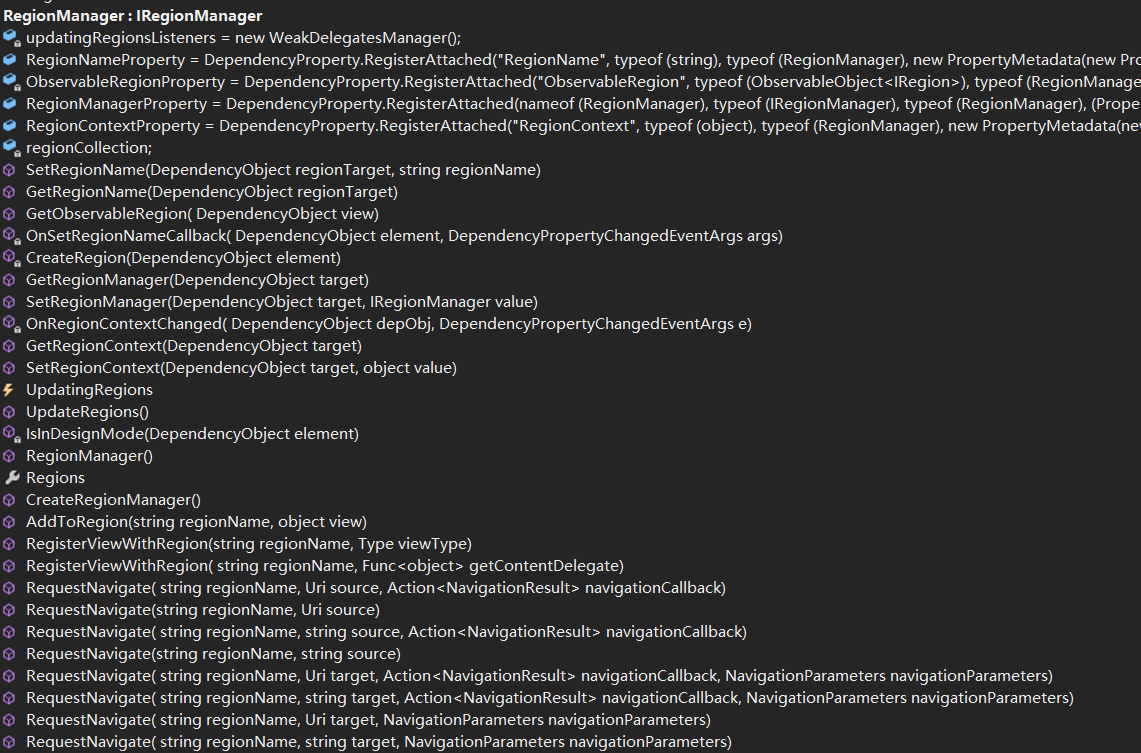 RegionManager : IRegionManager
updatingRegionsListeners = new WeakDelegatesManager();
RegionNameProperty = DependencyProperty.RegisterAttached("RegionName", typeof (string), typeof (RegionManager), new PropertyMetadata(new Pro
ObservableRegionProperty = DependencyProperty.RegisterAttached("ObservableRegion", typeof (ObservableObject<IRegion>), typeof (RegionManage
RegionManagerProperty = DependencyProperty.RegisterAttached(nameof (RegionManager), typeof (IRegionManager), typeof (RegionManager), (Prope
RegionContextProperty = DependencyProperty.RegisterAttached("RegionContext", typeof (object), typeof (RegionManager), new PropertyMetadata(new
regionCollection;
SetRegionName(DependencyObject regionTarget, string regionName)
GetRegionName(DependencyObject regionTarget)
GetObservableRegion( DependencyObject view)
OnSetRegionNameCallback( DependencyObject element, DependencyPropertyChangedEventArgs args)
CreateRegion(DependencyObject element)
GetRegionManager(DependencyObject target)
SetRegionManager(DependencyObject target, IRegionManager value)
OnRegionContextChanged( DependencyObject depObj, DependencyPropertyChangedEventArgs e)
GetRegionContext(DependencyObject target)
SetRegionContext(DependencyObject target, object value)
UpdatingRegions
UpdateRegions()
IsInDesignMode(DependencyObject element)
RegionManager()
Regions
CreateRegionManager()
AddToRegion(string regionName, object view)
RegisterViewWithRegion(string regionName, Type viewType)
RegisterViewWithRegion( string regionName, Func<object> getContentDelegate)
RequestNavigate( string regionName, Uri source, Action<NavigationResult> navigationCallback)
RequestNavigate(string regionName, Uri source)
RequestNavigate( string regionName, string source, Action<NavigationResult> navigationCallback)
RequestNavigate(string regionName, string source)
RequestNavigate( string regionName, Uri target, Action<NavigationResult> navigationCallback, NavigationParameters navigationParameters)
RequestNavigate( string regionName, string target, Action<NavigationResult> navigationCallback, NavigationParameters navigationParameters)
RequestNavigate( string regionName, Uri target, NavigationParameters navigationParameters)
RequestNavigate( string regionName, string target, NavigationParameters navigationParameters)